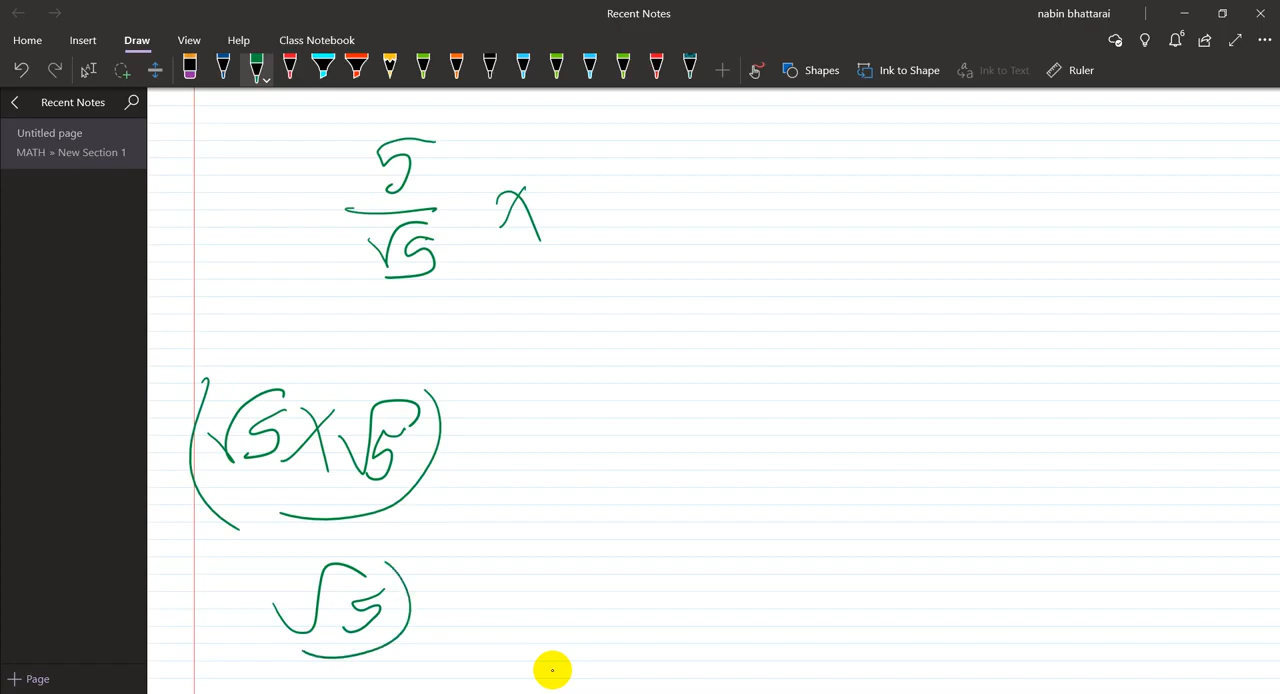 Recent Notes
nabin bhattarai
Home Insert Draw View Help Class Notebook
6
Shapes Ink to Shape Ink to Text Ruler
Recent Notes
Untitled page
MATH » New Section 1
5
√5
×
(√5 × √5)
√5)
+ Page